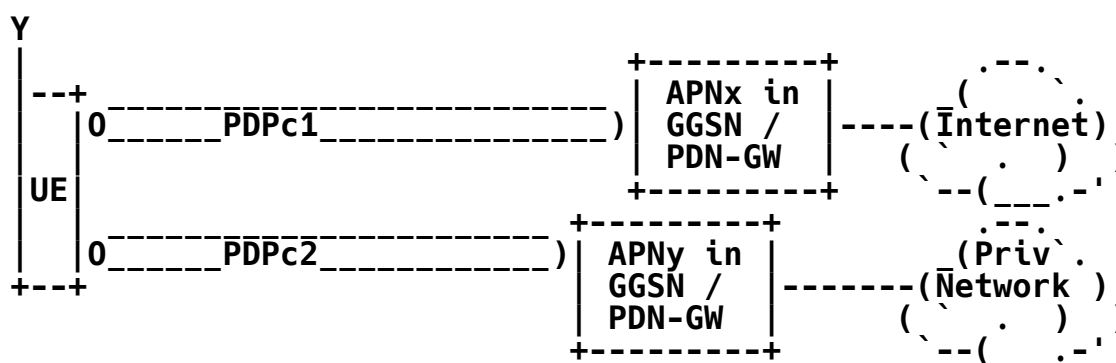 Y
APNx in
O PDPc1 GGSN / Internet
PDN-GW
UE
O PDPc2 APNy in Priv
GGSN / Network
PDN-GW